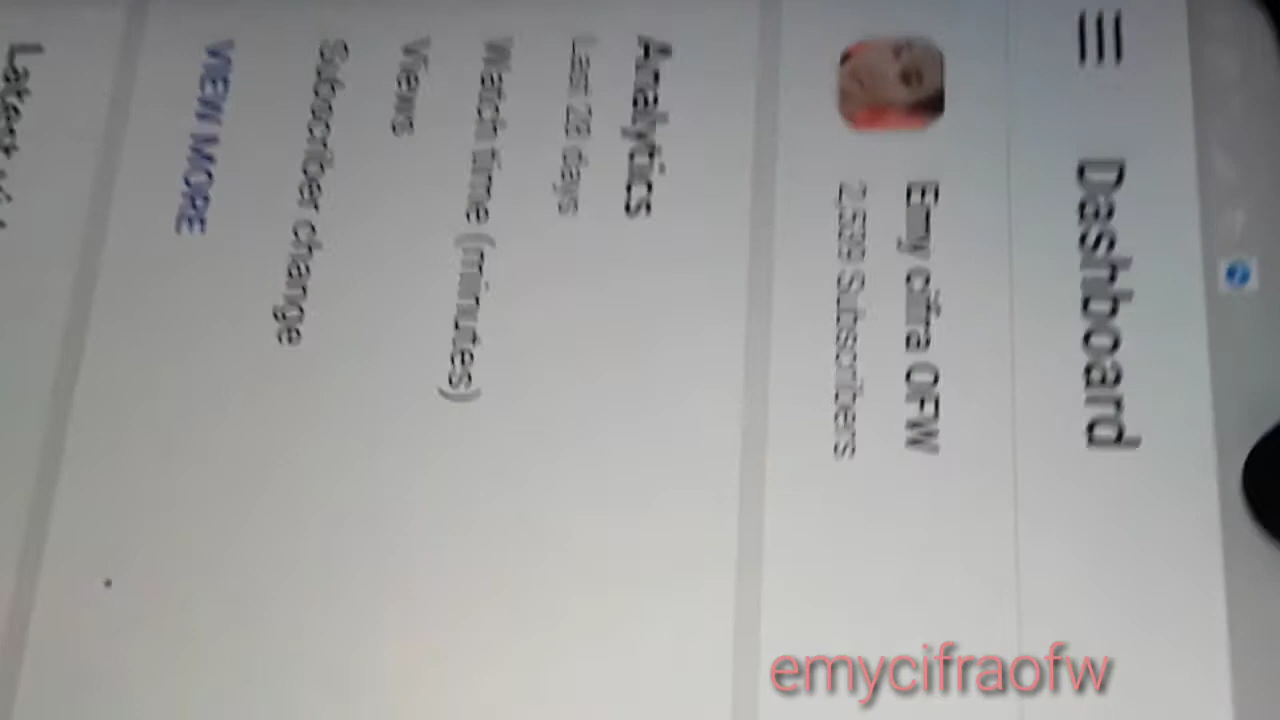 Dashboard
Emy cifra OFW
2,539 Subscribers
Analytics
Last 28 days
Watch time (minutes)
Views
Subscriber change
VIEW MORE
Latest
emycifraofw